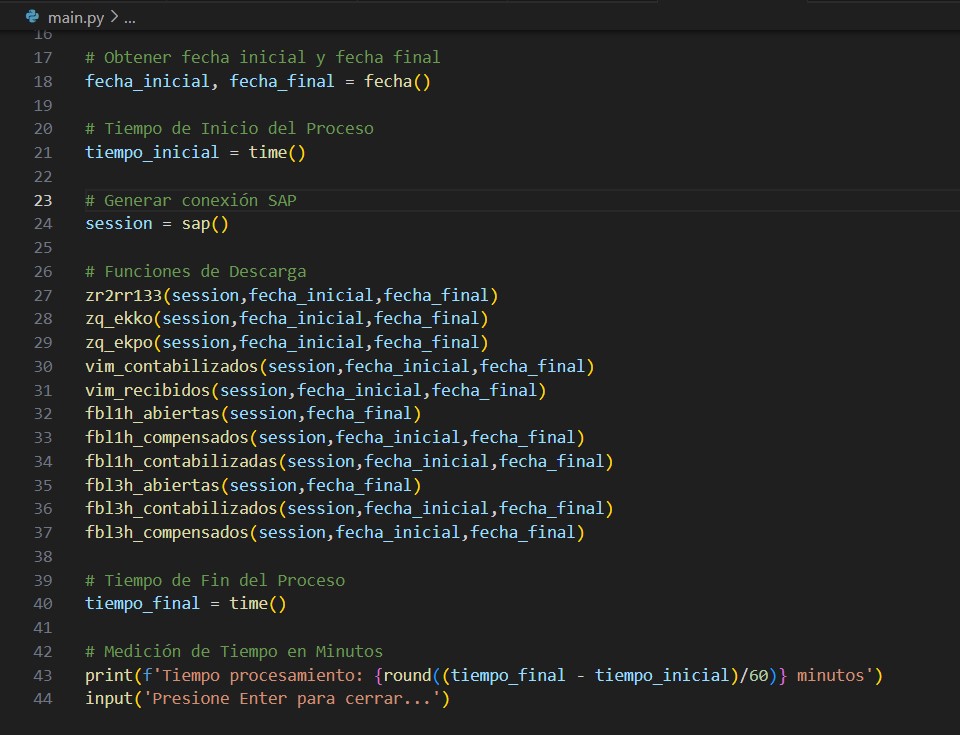 main.py > ...
16
17 # Obtener fecha inicial y fecha final
18 fecha_inicial, fecha_final = fecha()
19
20 # Tiempo de Inicio del Proceso
21 tiempo_inicial = time()
22
23 # Generar conexión SAP
24 session = sap()
25
26 # Funciones de Descarga
27 zr2rr133(session,fecha_inicial,fecha_final)
28 zq_ekko(session,fecha_inicial,fecha_final)
29 zq_ekpo(session,fecha_inicial,fecha_final)
30 vim_contabilizados(session,fecha_inicial,fecha_final)
31 vim_recibidos(session,fecha_inicial,fecha_final)
32 fbl1h_abiertas(session,fecha_final)
33 fbl1h_compensados(session,fecha_inicial,fecha_final)
34 fbl1h_contabilizadas(session,fecha_inicial,fecha_final)
35 fbl3h_abiertas(session,fecha_final)
36 fbl3h_contabilizados(session,fecha_inicial,fecha_final)
37 fbl3h_compensados(session,fecha_inicial,fecha_final)
38
39 # Tiempo de Fin del Proceso
40 tiempo_final = time()
41
42 # Medición de Tiempo en Minutos
43 print(f'Tiempo procesamiento: {round((tiempo_final - tiempo_inicial)/60)} minutos')
44 input('Presione Enter para cerrar...')